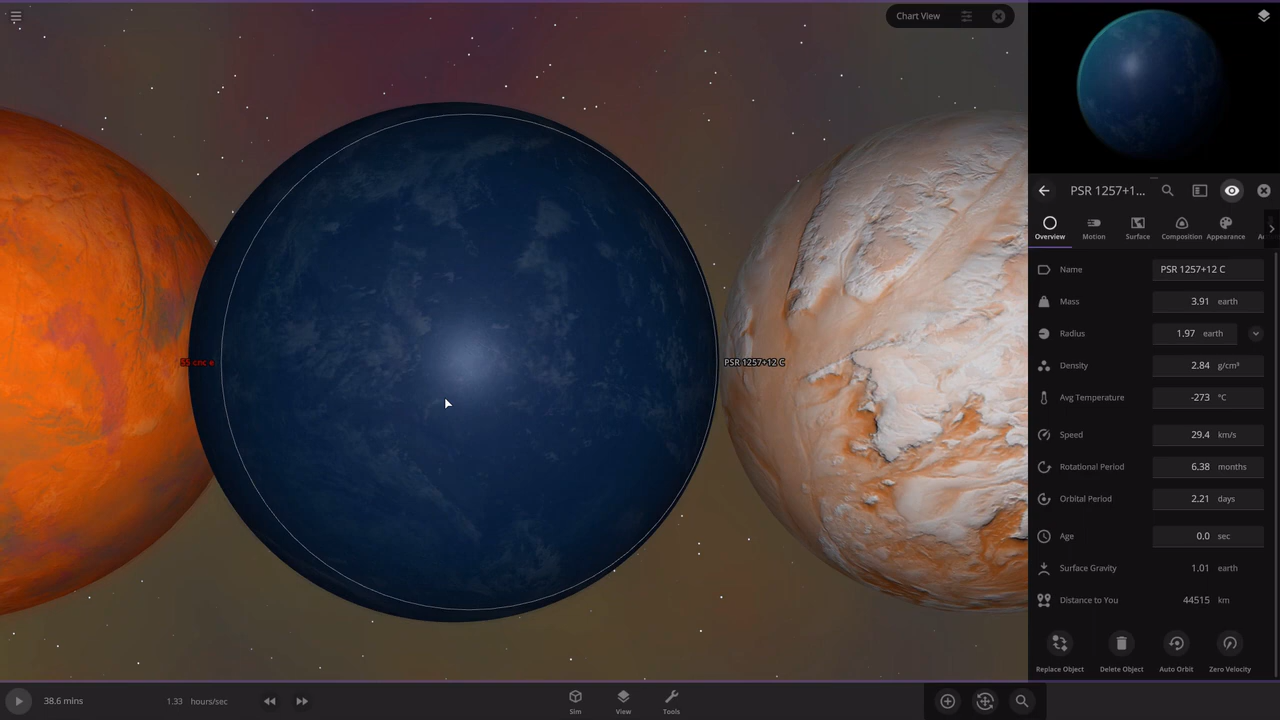 Chart View
55 cnc e
PSR 1257+12 C
PSR 1257+1...
Overview Motion Surface Composition Appearance
Name PSR 1257+12 C
Mass 3.91 earth
Radius 1.97 earth
Density 2.84 g/cm³
Avg Temperature -273 °C
Speed 29.4 km/s
Rotational Period 6.38 months
Orbital Period 2.21 days
Age 0.0 sec
Surface Gravity 1.01 earth
Distance to You 44515 km
Replace Object Delete Object Auto Orbit Zero Velocity
38.6 mins 1.33 hours/sec
Sim View Tools